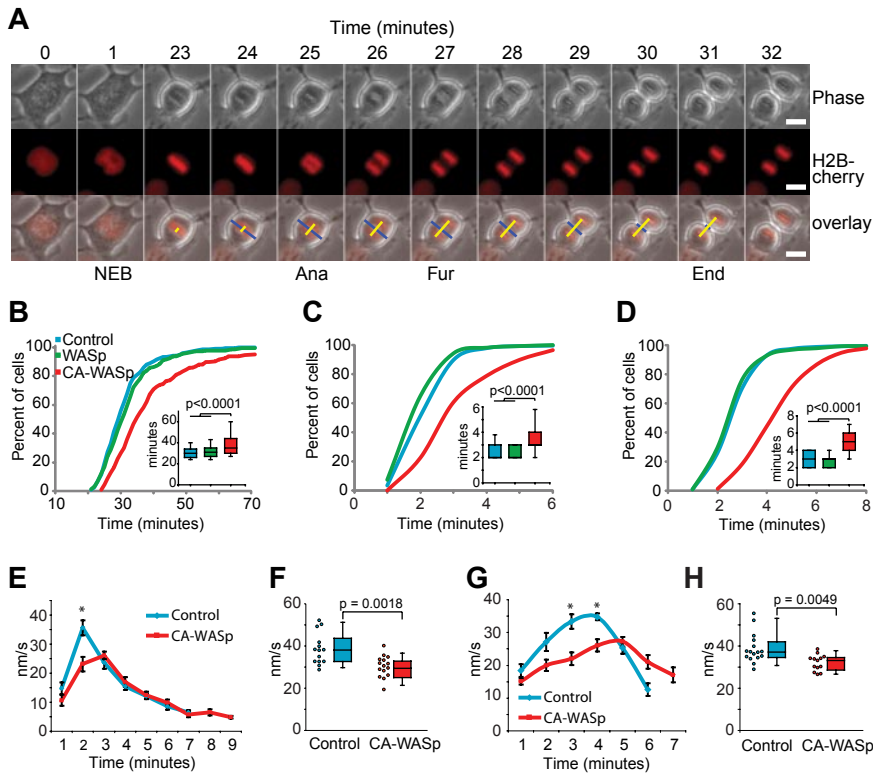 A
Time (minutes)
0 1 23 24 25 26 27 28 29 30 31 32
Phase
H2B-
cherry
overlay
NEB Ana Fur End
B
Percent of cells
100
80
60
40
20
0
Control
WASp
CA-WASp
p<0.0001
minutes
60
40
20
0
10 30 50 70
Time (minutes)
C
Percent of cells
100
80
60
40
20
0
p<0.0001
minutes
6
4
2
0
0 2 4 6
Time (minutes)
D
Percent of cells
100
80
60
40
20
0
p<0.0001
minutes
8
6
4
2
0
0 2 4 6 8
Time (minutes)
E
nm/s
40
30
20
10
0
*
Control
CA-WASp
1 2 3 4 5 6 7 8 9
Time (minutes)
F
nm/s
60
40
20
0
p = 0.0018
Control CA-WASp
G
nm/s
40
30
20
10
0
* *
Control
CA-WASp
1 2 3 4 5 6 7
Time (minutes)
H
nm/s
60
40
20
0
p = 0.0049
Control CA-WASp